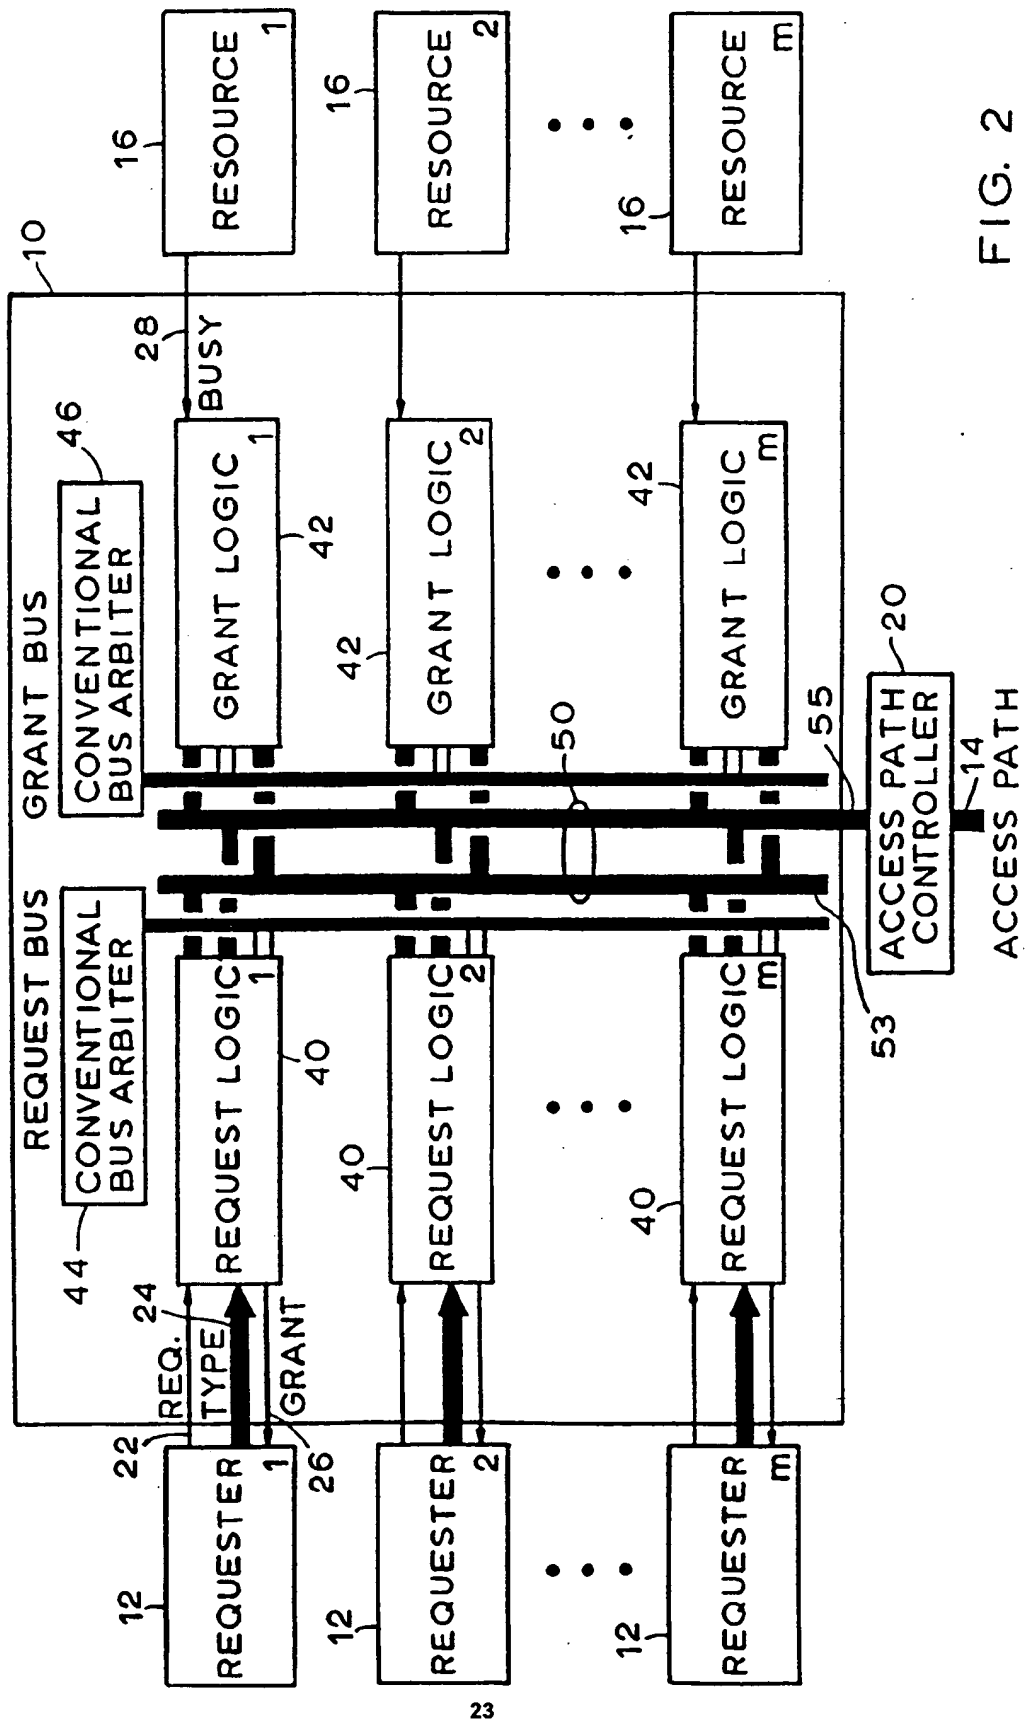 10
REQUEST BUS
GRANT BUS
44
CONVENTIONAL
BUS ARBITER
CONVENTIONAL
BUS ARBITER
46
12
REQUESTER
1
22
REQ.
TYPE
24
GRANT
26
REQUEST LOGIC
1
40
GRANT LOGIC
1
42
28
BUSY
16
RESOURCE
1
12
REQUESTER
2
40
REQUEST LOGIC
2
42
GRANT LOGIC
2
16
RESOURCE
2
50
12
REQUESTER
m
40
REQUEST LOGIC
m
GRANT LOGIC
m
42
16
RESOURCE
m
53
55
ACCESS PATH
CONTROLLER
20
14
ACCESS PATH
FIG. 2
23